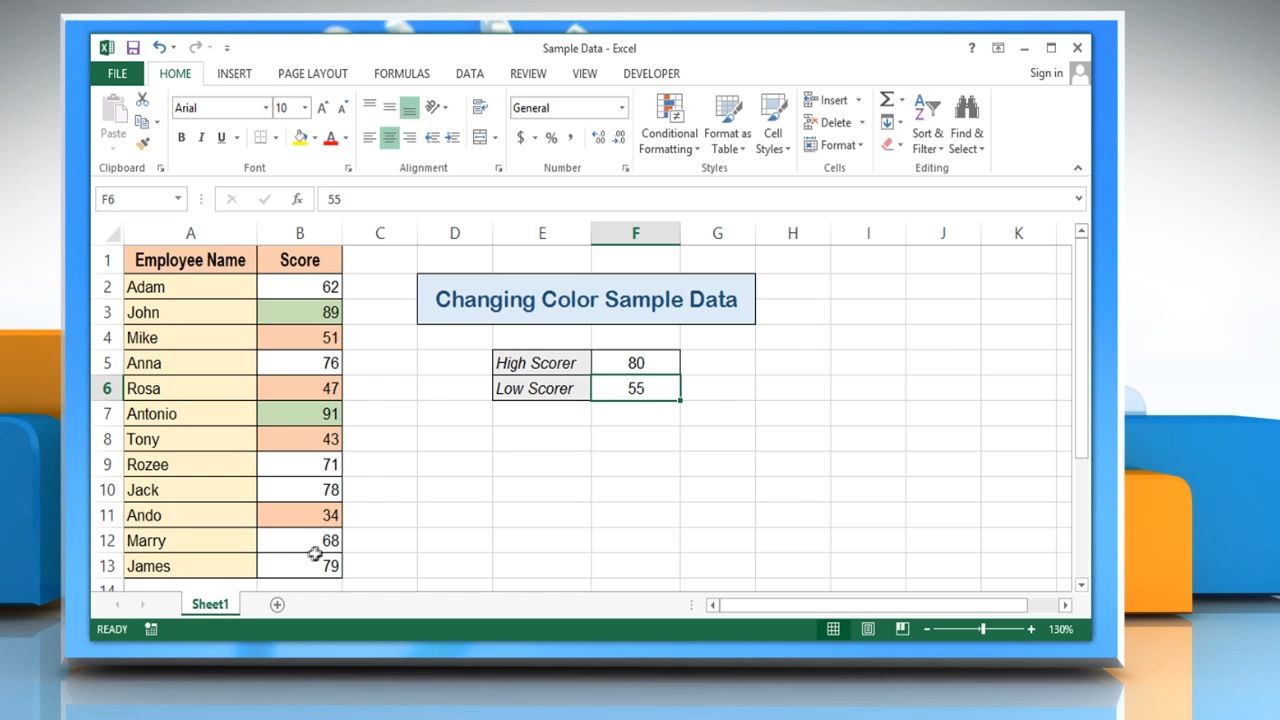 Sample Data - Excel
FILE HOME INSERT PAGE LAYOUT FORMULAS DATA REVIEW VIEW DEVELOPER Sign in
Arial 10 General Insert
Paste B I U A $ % , Conditional Formatting Format as Table Cell Styles Delete Σ Sort & Filter Find & Select
Format
Clipboard Font Alignment Number Styles Cells Editing
F6 fx 55
A B C D E F G H I J K
1 Employee Name Score
2 Adam 62
Changing Color Sample Data
3 John 89
4 Mike 51
5 Anna 76 High Scorer 80
6 Rosa 47 Low Scorer 55
7 Antonio 91
8 Tony 43
9 Rozee 71
10 Jack 78
11 Ando 34
12 Marry 68
13 James 79
14
Sheet1
READY 130%